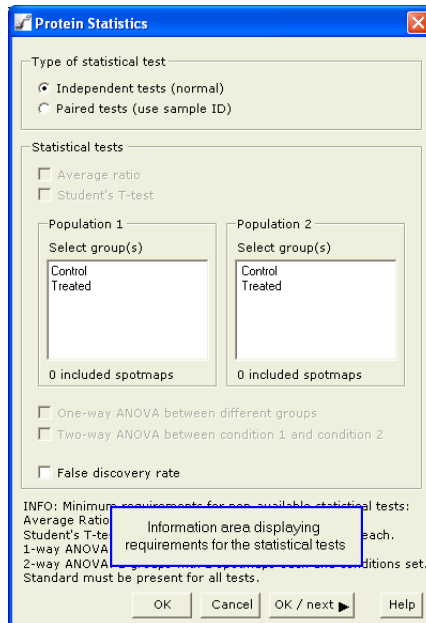 Protein Statistics
Type of statistical test
Independent tests (normal)
Paired tests (use sample ID)
Statistical tests
Average ratio
Student's T-test
Population 1
Population 2
Select group(s)
Select group(s)
Control
Treated
Control
Treated
0 included spotmaps
0 included spotmaps
One-way ANOVA between different groups
Two-way ANOVA between condition 1 and condition 2
False discovery rate
INFO: Minimum requirements for non-available statistical tests:
Average Ratio
Student's T-te each.
1-way ANOVA
2-way ANOVA conditions set.
Standard must be present for all tests.
Information area displaying
requirements for the statistical tests
OK
Cancel
OK / next
Help